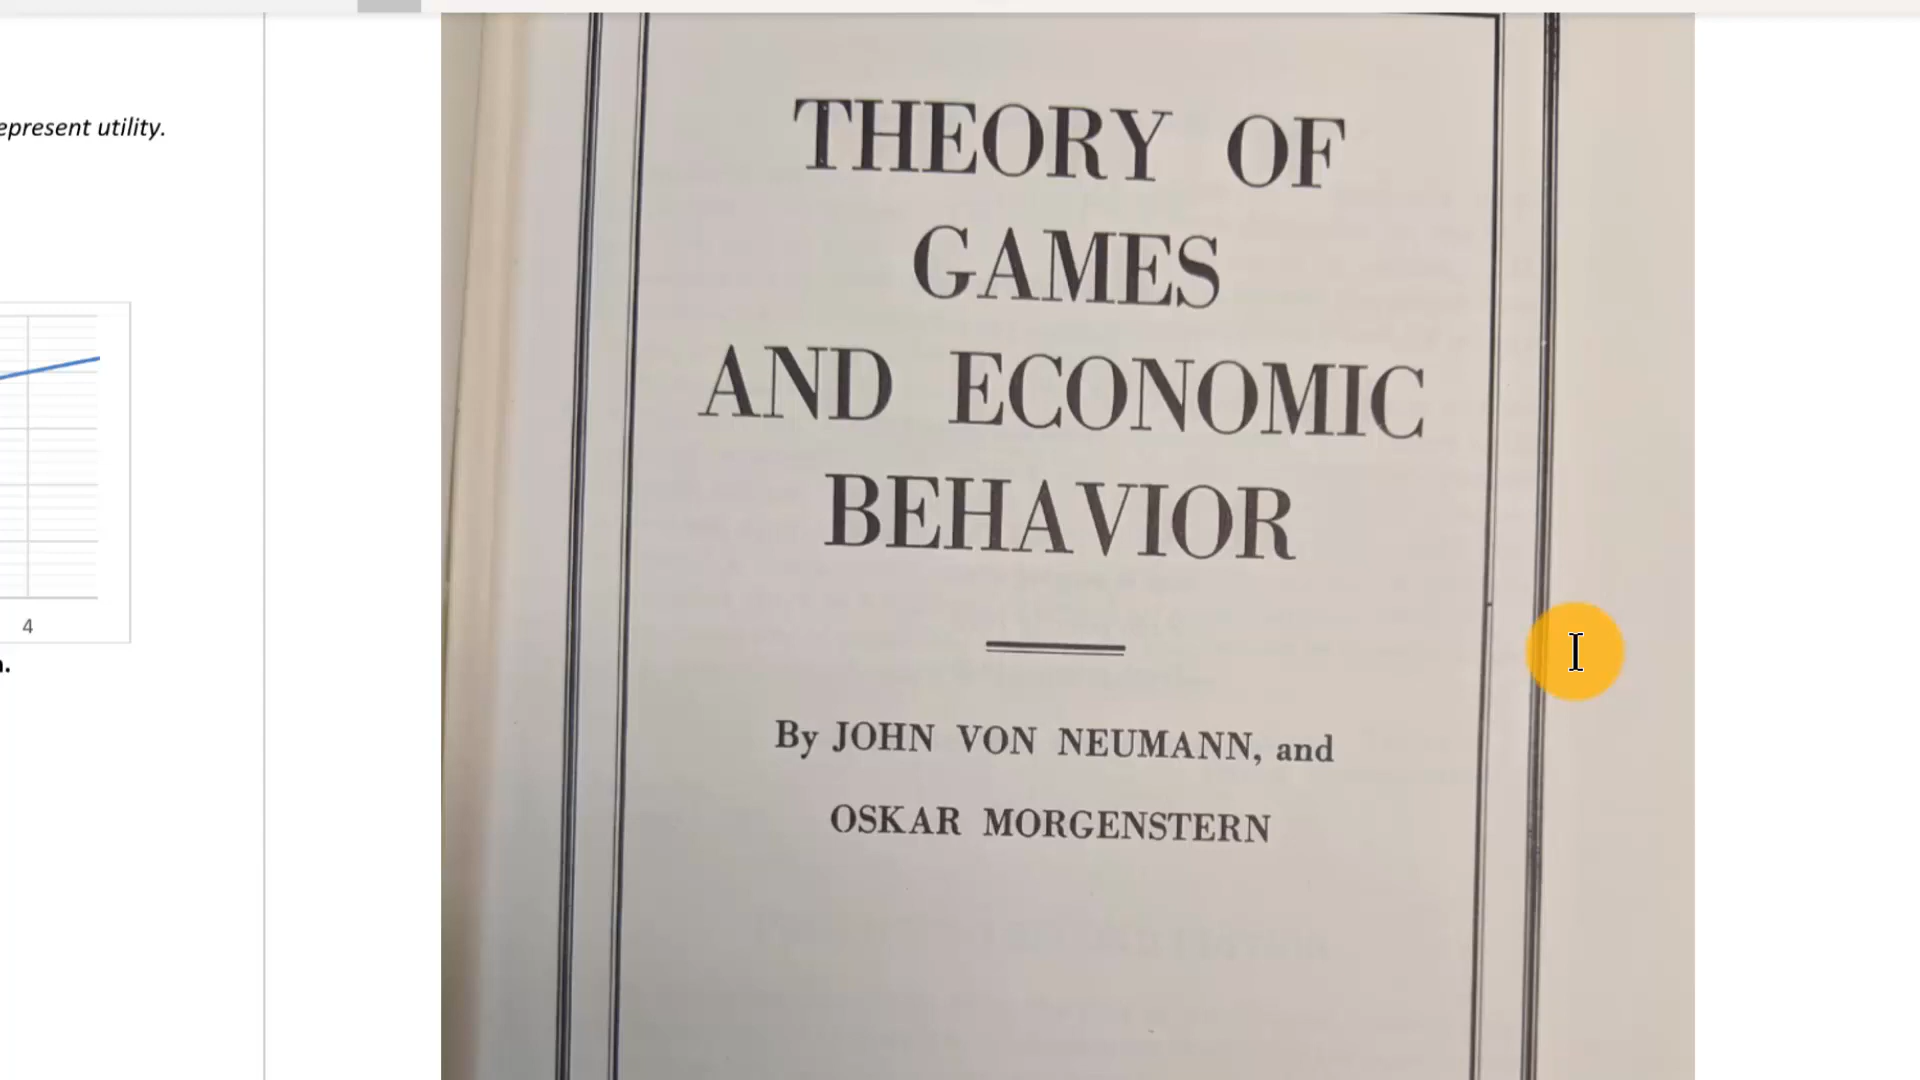 epresent utility.
4
THEORY OF
GAMES
AND ECONOMIC
BEHAVIOR
By JOHN VON NEUMANN, and
OSKAR MORGENSTERN